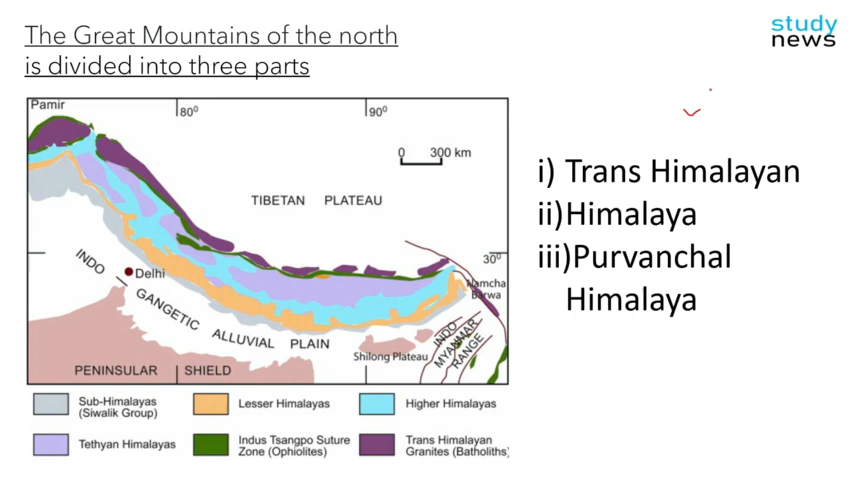 The Great Mountains of the north
is divided into three parts
study
news
Pamir
80⁰
90⁰
0 300 km
TIBETAN PLATEAU
30⁰
INDO
GANGETIC
ALLUVIAL PLAIN
Delhi
Namcha
Barwa
Shilong Plateau
INDO
MYANMAR
RANGE
PENINSULAR SHIELD
Sub-Himalayas
(Siwalik Group)
Lesser Himalayas
Higher Himalayas
Tethyan Himalayas
Indus Tsangpo Suture
Zone (Ophiolites)
Trans Himalayan
Granites (Batholiths)
i) Trans Himalayan
ii)Himalaya
iii)Purvanchal
Himalaya